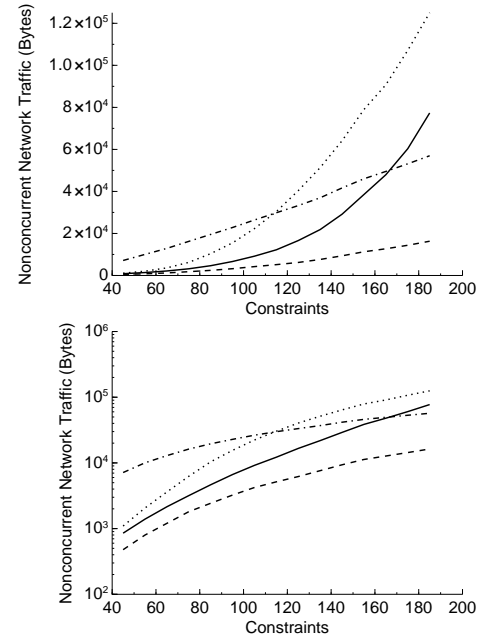 Nonconcurrent Network Traffic (Bytes)
1.2×10⁵
1.0×10⁵
8×10⁴
6×10⁴
4×10⁴
2×10⁴
0
40 60 80 100 120 140 160 180 200
Constraints
Nonconcurrent Network Traffic (Bytes)
10⁶
10⁵
10⁴
10³
10²
40 60 80 100 120 140 160 180 200
Constraints